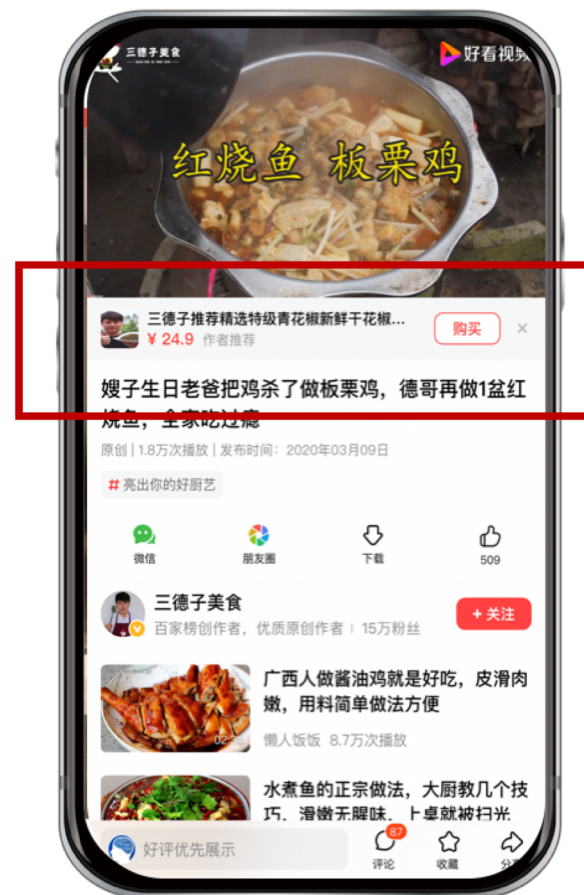 三德子美食
好看视频
红烧鱼 板栗鸡
三德子推荐精选特级青花椒新鲜干花椒...
¥ 24.9 作者推荐
购买
嫂子生日老爸把鸡杀了做板栗鸡，德哥再做1盆红
烧鱼，全家吃过瘾
原创 | 1.8万次播放 | 发布时间：2020年03月09日
# 亮出你的好厨艺
微信
朋友圈
下载
509
三德子美食
百家榜创作者，优质原创作者 | 15万粉丝
+ 关注
广西人做酱油鸡就是好吃，皮滑肉
嫩，用料简单做法方便
懒人饭饭 8.7万次播放
水煮鱼的正宗做法，大厨教几个技
巧，滑嫩无腥味，上桌就被扫光
好评优先展示
87
评论
收藏
分享